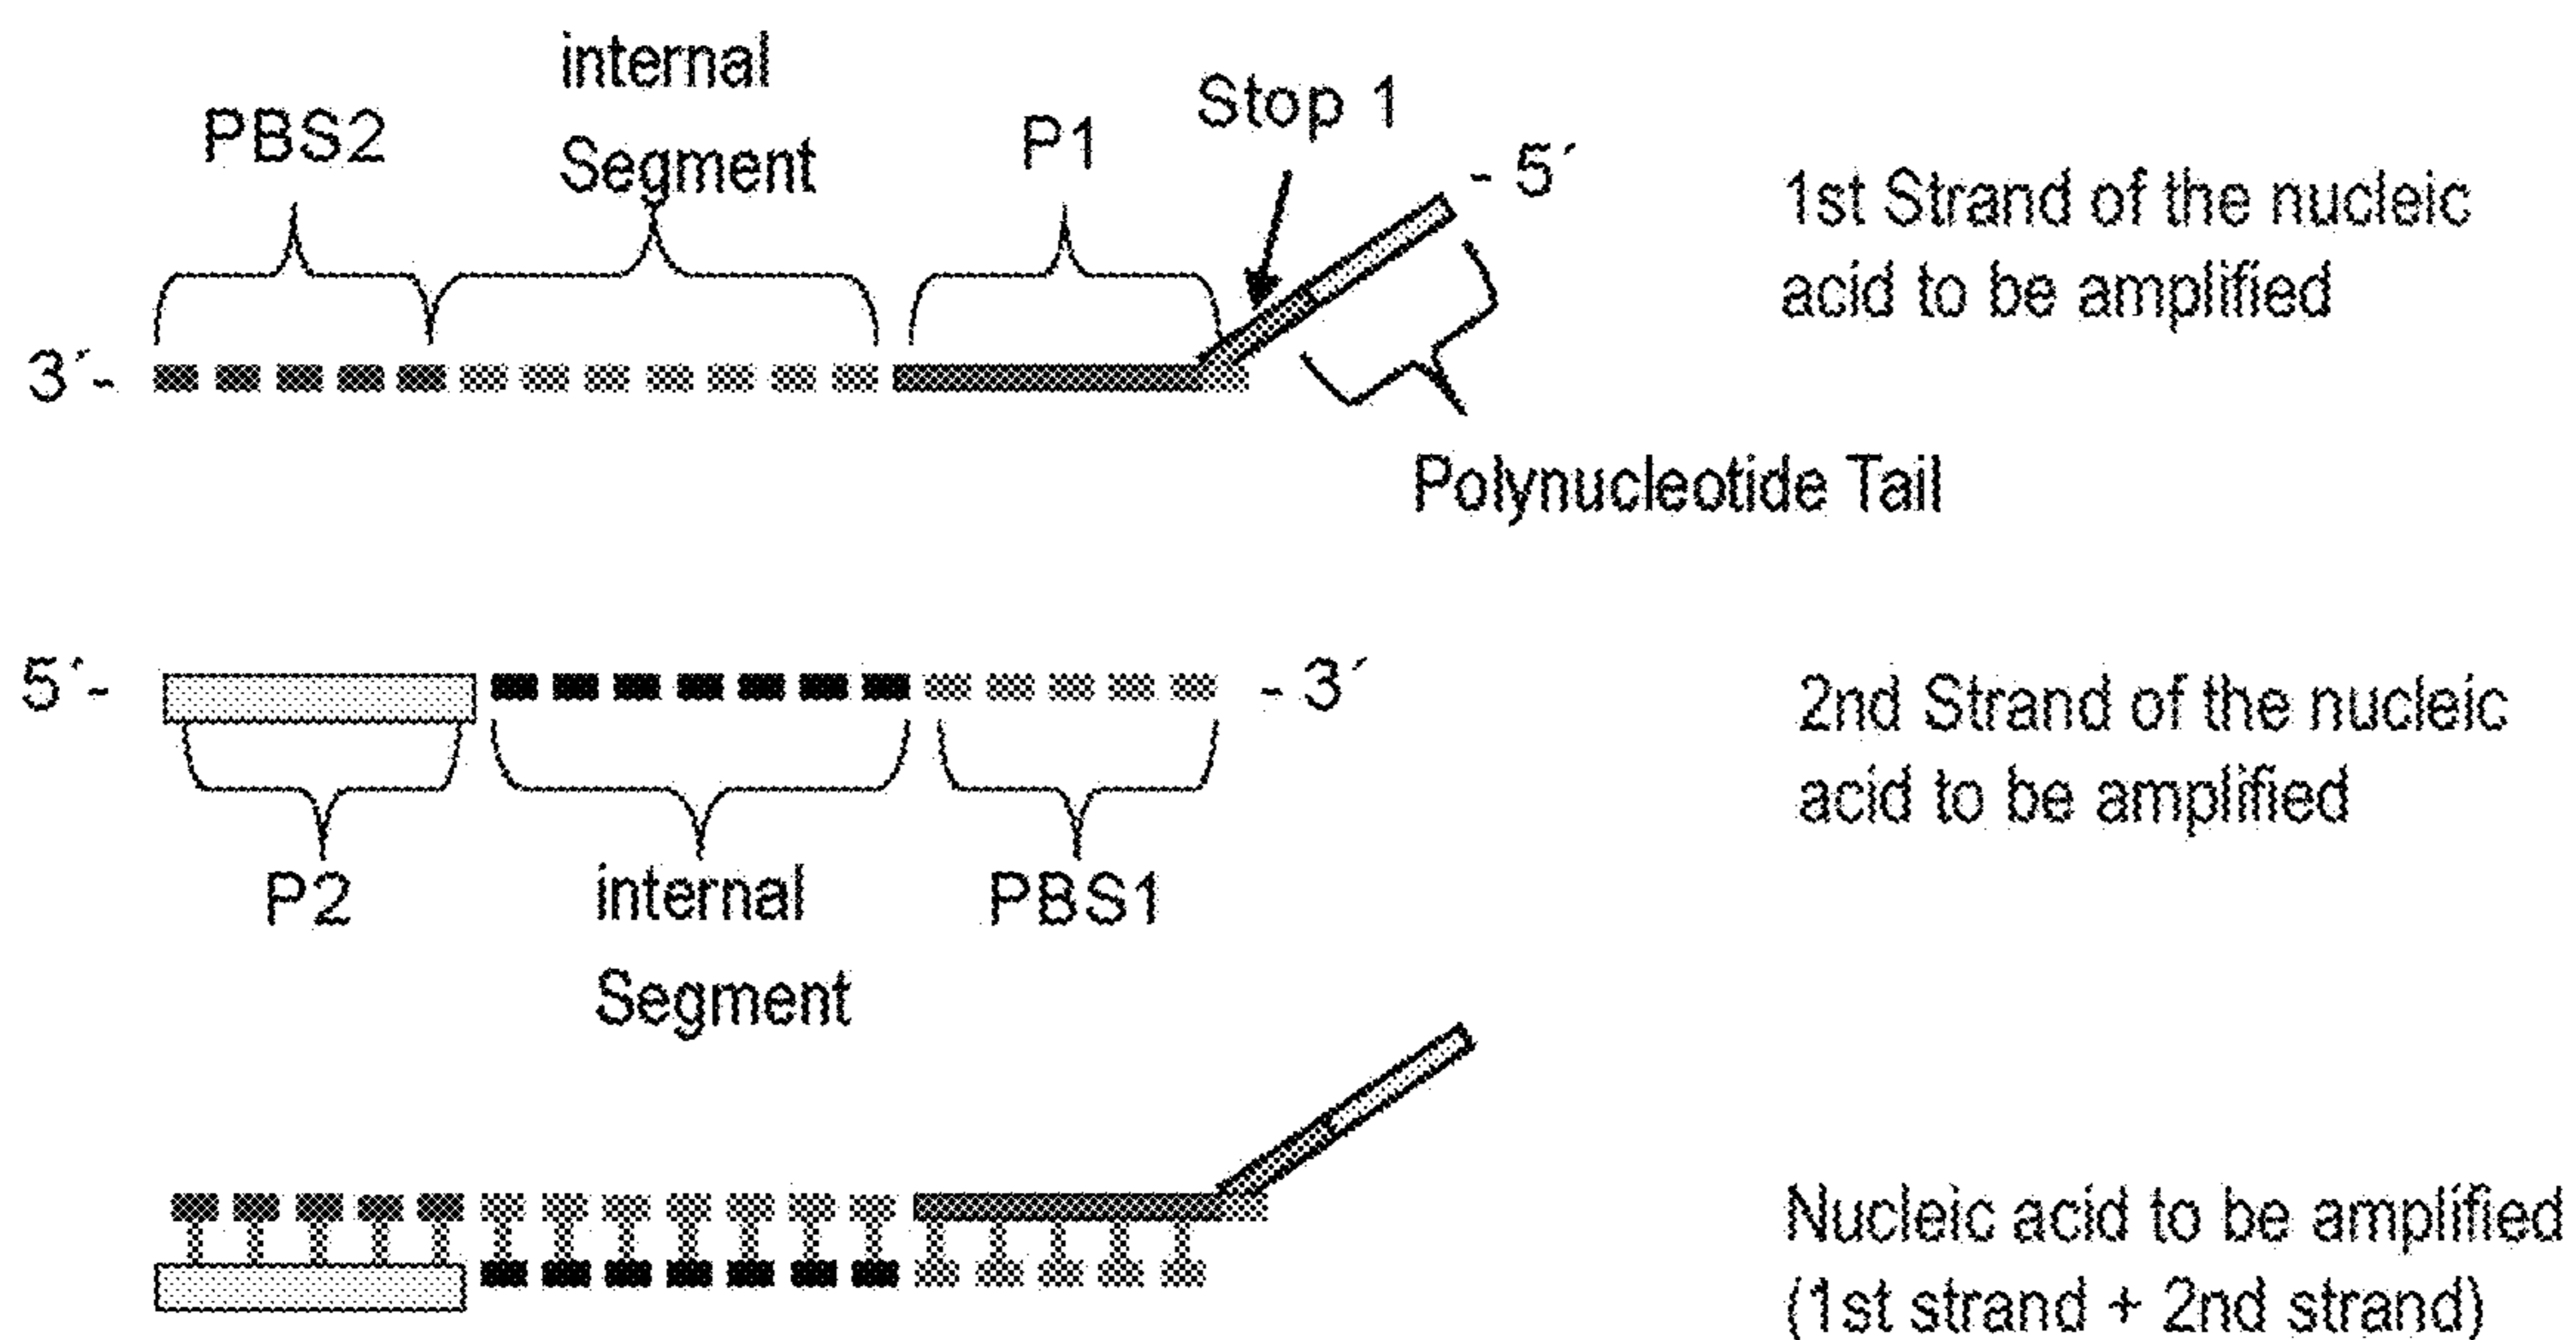 internal
Segment
PBS2
P1
Stop 1
- 5´
3´-
1st Strand of the nucleic
acid to be amplified
Polynucleotide Tail
5´-
- 3´
2nd Strand of the nucleic
acid to be amplified
P2
internal
Segment
PBS1
Nucleic acid to be amplified
(1st strand + 2nd strand)